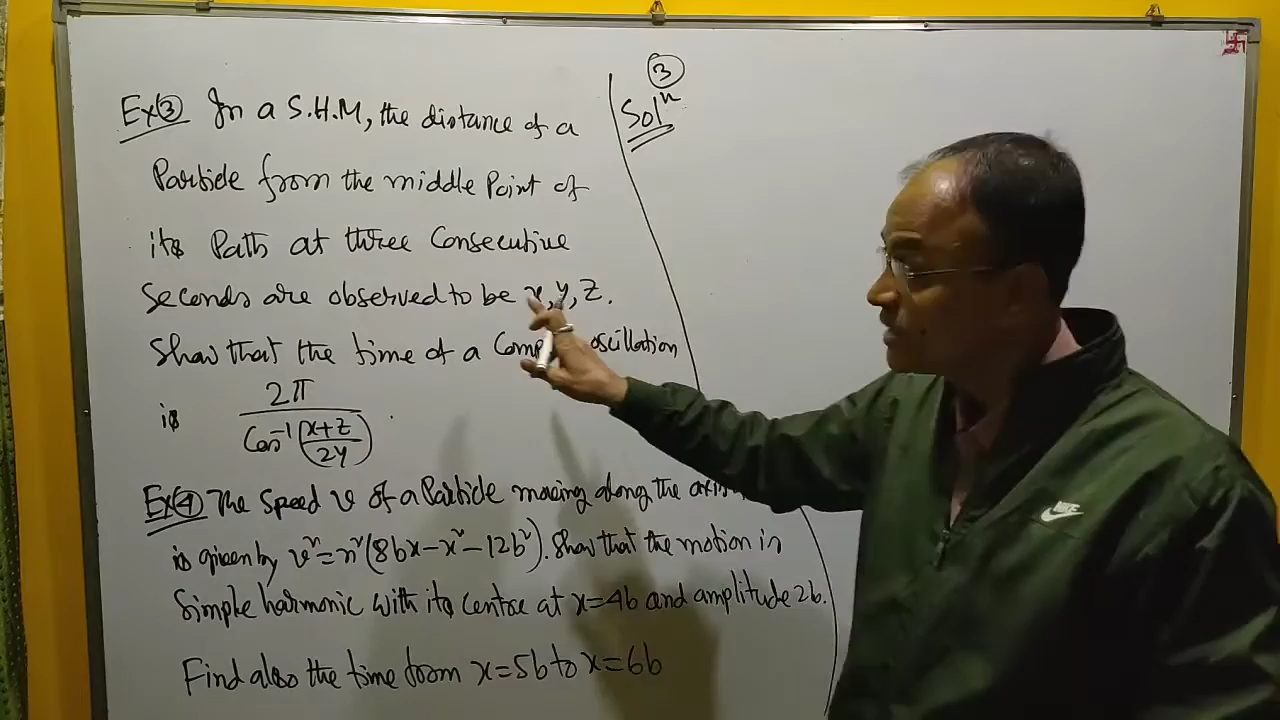 Ex③ In a S.H.M, the distance of a
Particle from the middle Point of
its Path at three Consecutive
Seconds are observed to be x, y, z.
Show that the time of a oscillation
is 2π / Cos⁻¹(x+z / 2y).
Ex④ The Speed v of a Particle moving along the axis
is given by v² = n²(8bx – x² – 12b²). Show that the motion is
Simple harmonic with its centre at x=4b and amplitude 2b.
Find also the time from x=5b to x=6b
③
Solⁿ
NIKE